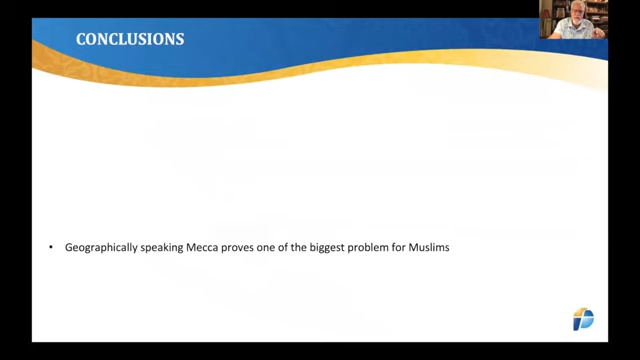 CONCLUSIONS
• Geographically speaking Mecca proves one of the biggest problem for Muslims